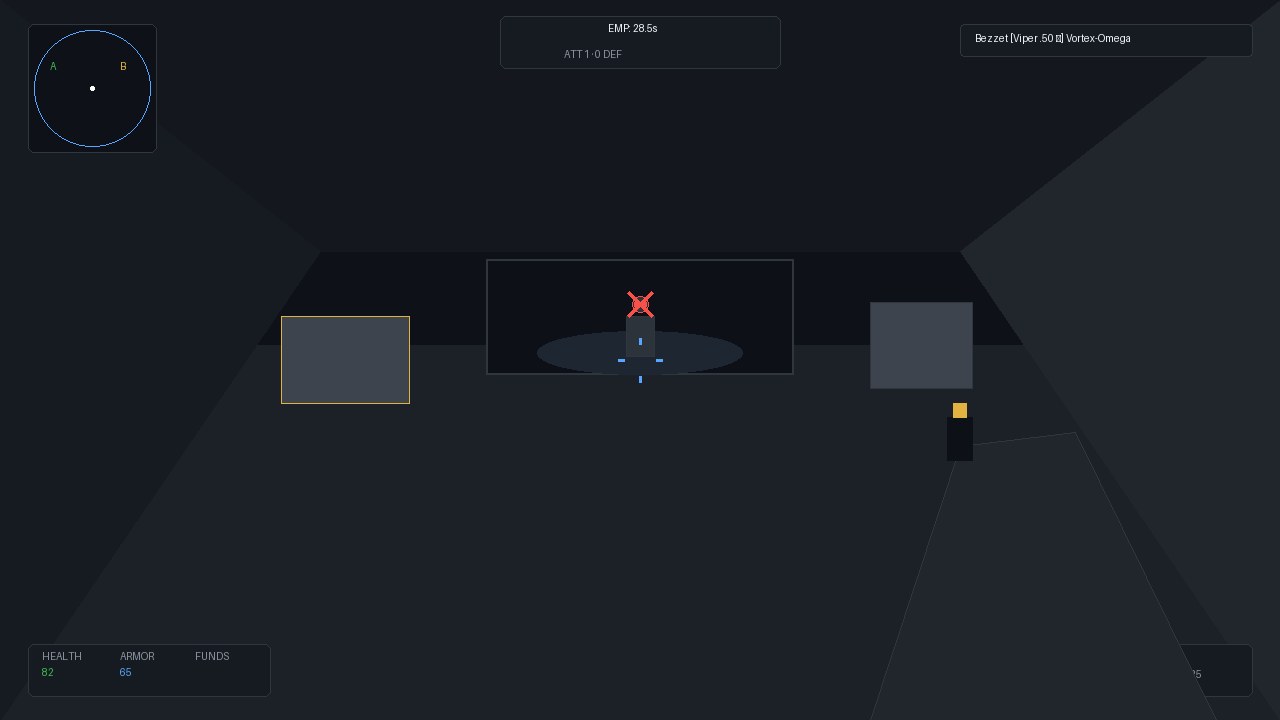 EMP: 28.5s
ATT 1·0 DEF
Bezzet [Viper .50 ] Vortex-Omega
A
B
HEALTH
ARMOR
FUNDS
82
65